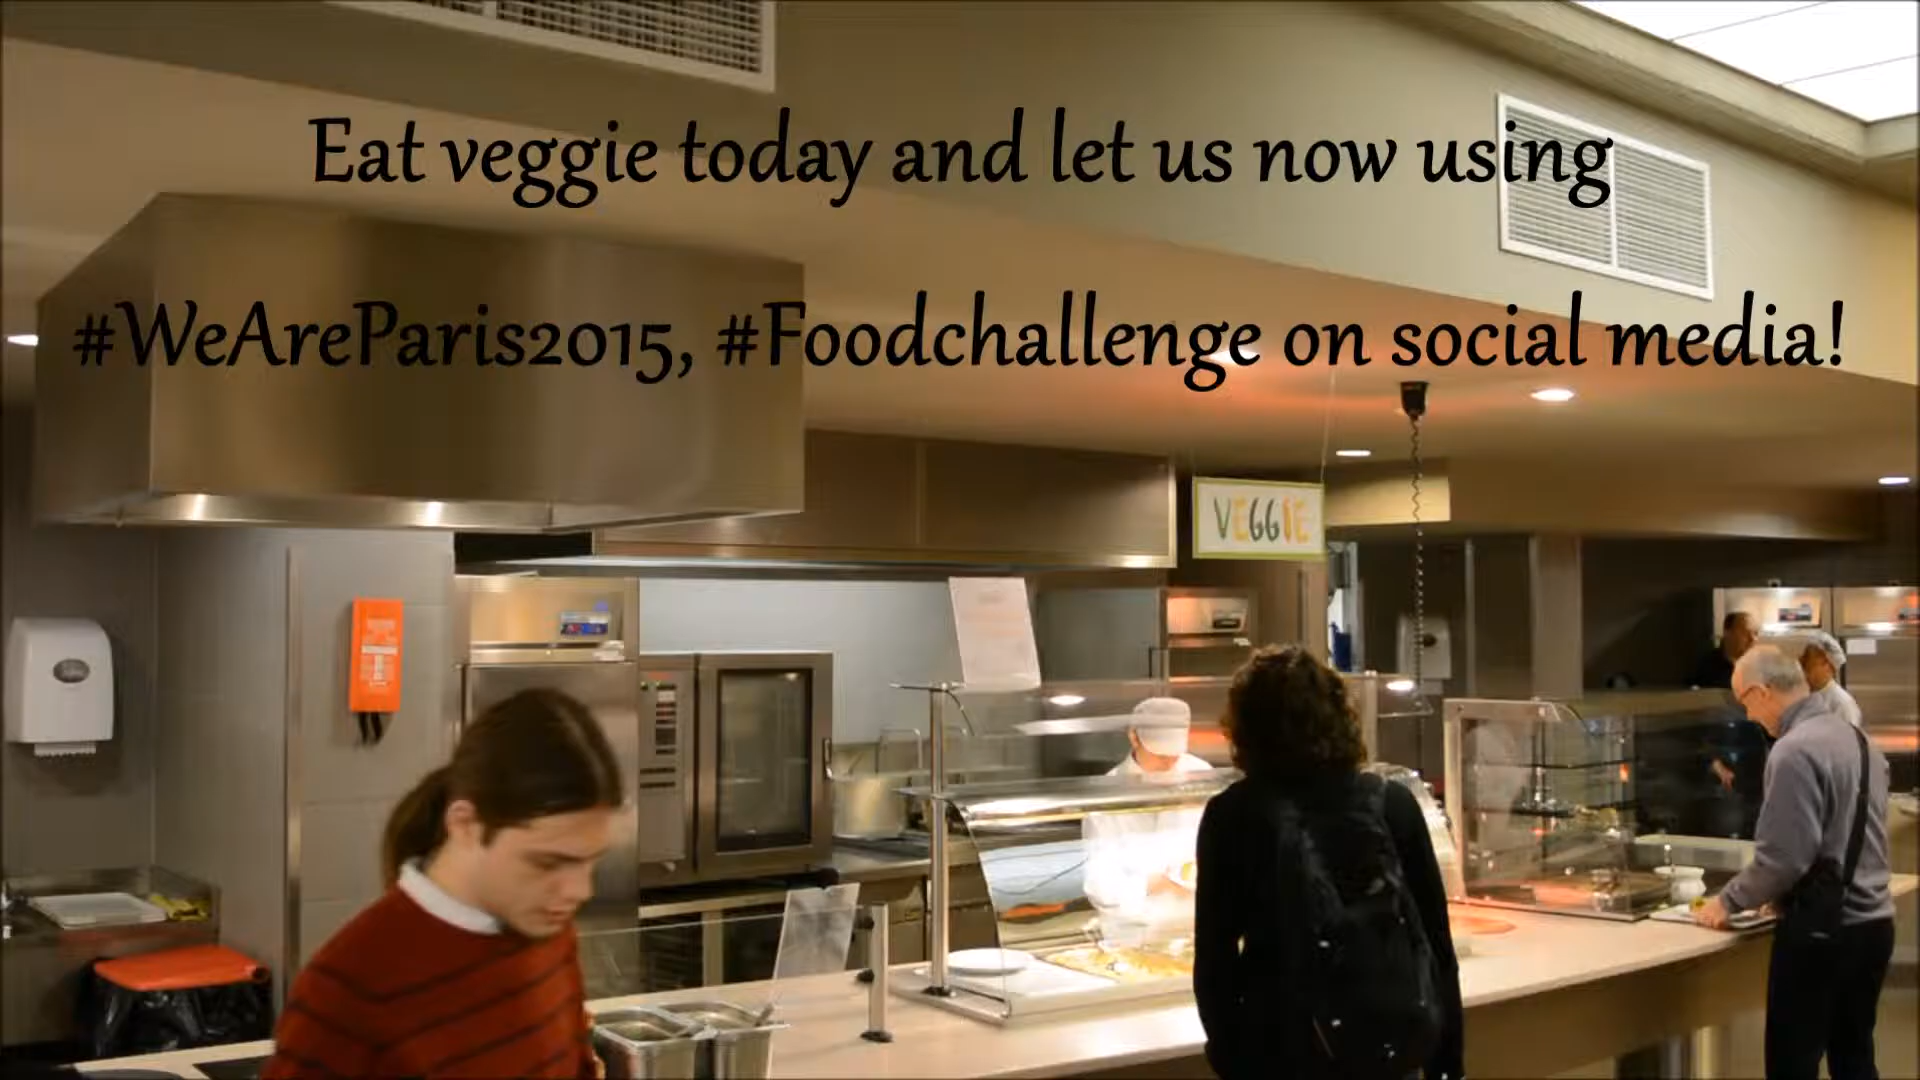 Eat veggie today and let us now using
#WeAreParis2015, #Foodchallenge on social media!
VEGGIE